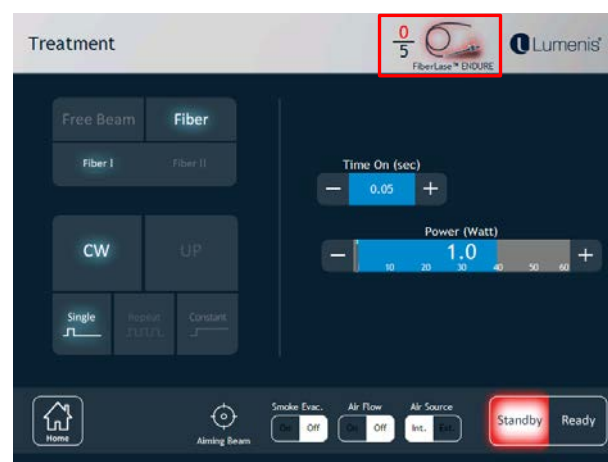 Treatment
0
5
FiberLase™ ENDURE
Lumenis®
Free Beam Fiber
Fiber I Fiber II
Time On (sec)
− 0.05 +
Power (Watt)
− 1.0 +
10 20 30 40 50 60
CW UP
Single Repeat Constant
Home
Aiming Beam
Smoke Evac.
On Off
Air Flow
On Off
Air Source
Int. Ext.
Standby Ready